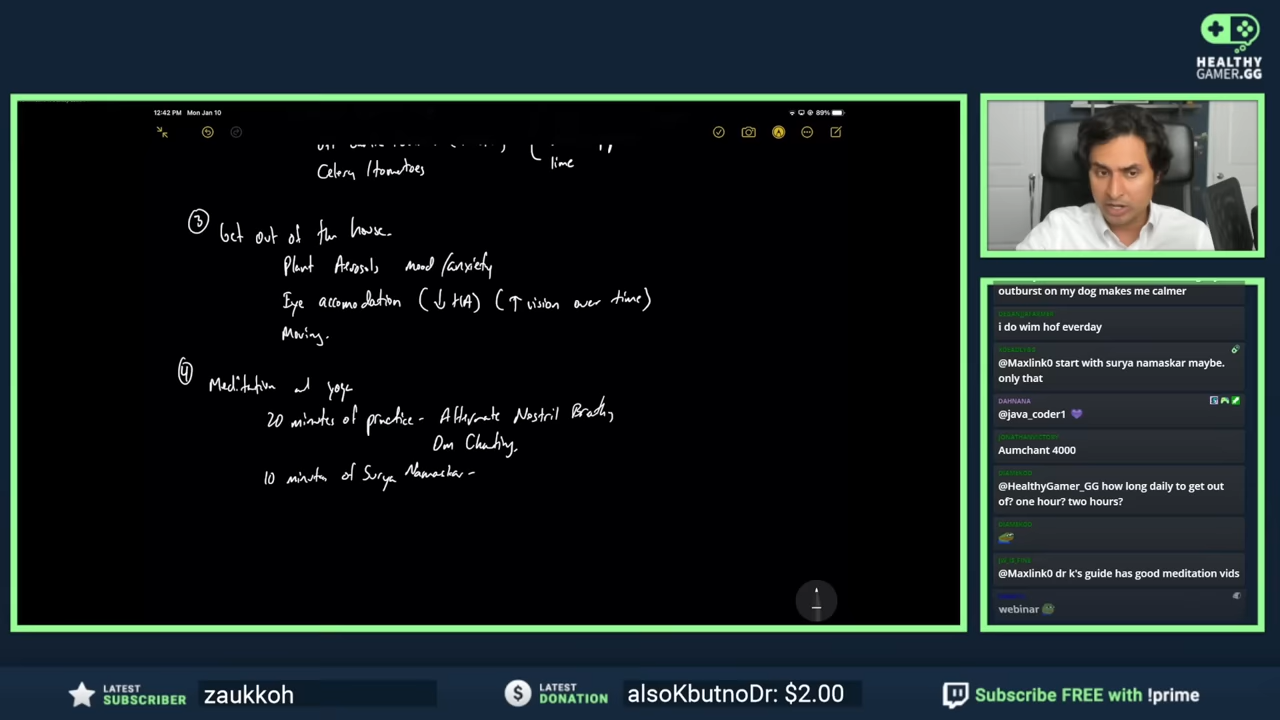 HEALTHY
GAMER.GG
12:42 PM Mon Jan 10
89%
lime
Celery /tomatoes
3 Get out of the house.
Plant Aerosols mood /anxiety
Eye accomodation (↓ HA) (↑ vision over time)
Moving.
4 Meditation and yoga
20 minutes of practice - Alternate Nostril Breath,
Om Chanting.
10 minutes of Surya Namaskar -
outburst on my dog makes me calmer
i do wim hof everday
@Maxlink0 start with surya namaskar maybe.
only that
DAHNANA
@java_coder1
JONATHANVICTORY
Aumchant 4000
@HealthyGamer_GG how long daily to get out
of? one hour? two hours?
@Maxlink0 dr k's guide has good meditation vids
webinar
LATEST
SUBSCRIBER
zaukkoh
$
LATEST
DONATION
alsoKbutnoDr: $2.00
Subscribe FREE with !prime